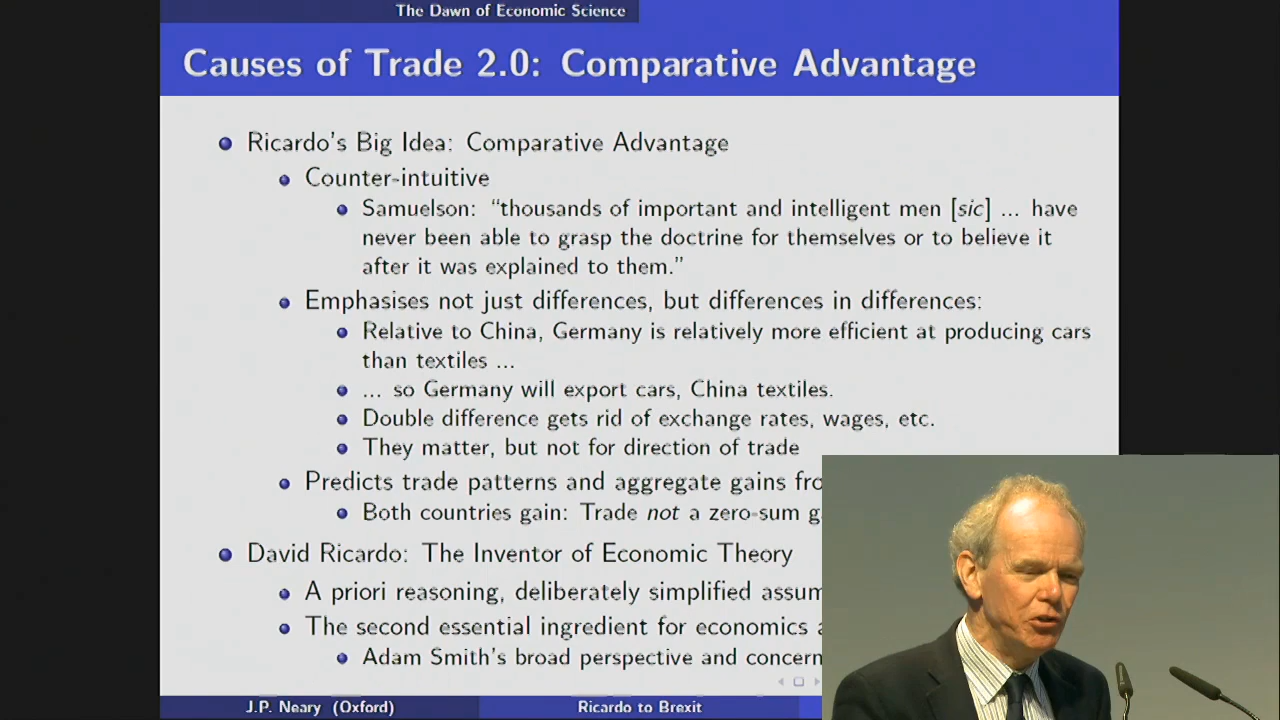 The Dawn of Economic Science
Causes of Trade 2.0: Comparative Advantage
Ricardo's Big Idea: Comparative Advantage
Counter-intuitive
Samuelson: “thousands of important and intelligent men [sic] ... have
never been able to grasp the doctrine for themselves or to believe it
after it was explained to them.”
Emphasises not just differences, but differences in differences:
Relative to China, Germany is relatively more efficient at producing cars
than textiles ...
... so Germany will export cars, China textiles.
Double difference gets rid of exchange rates, wages, etc.
They matter, but not for direction of trade
Predicts trade patterns and aggregate gains
Both countries gain: Trade not a zero-sum
David Ricardo: The Inventor of Economic Theory
A priori reasoning, deliberately simplified
The second essential ingredient for economics
Adam Smith's broad perspective and
J.P. Neary (Oxford)
Ricardo to Brexit